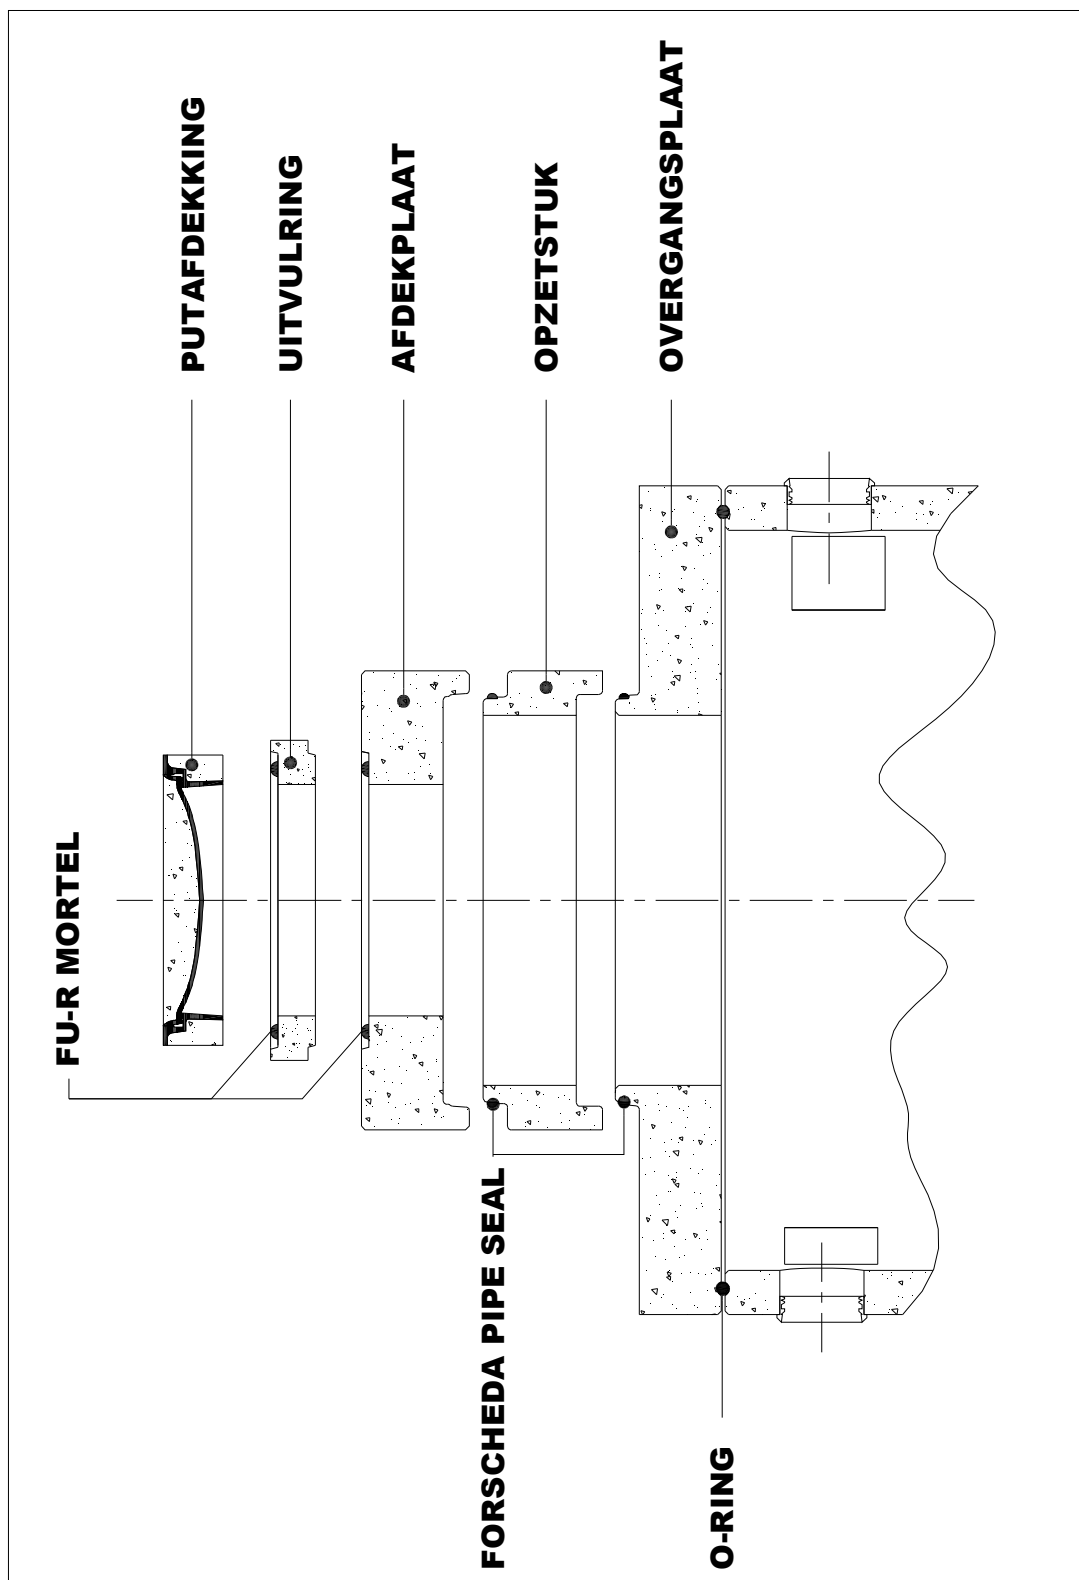 PUTAFDEKKING
UITVULRING
AFDEKPLAAT
OPZETSTUK
OVERGANGSPLAAT
FU-R MORTEL
FORSCHEDA PIPE SEAL
O-RING